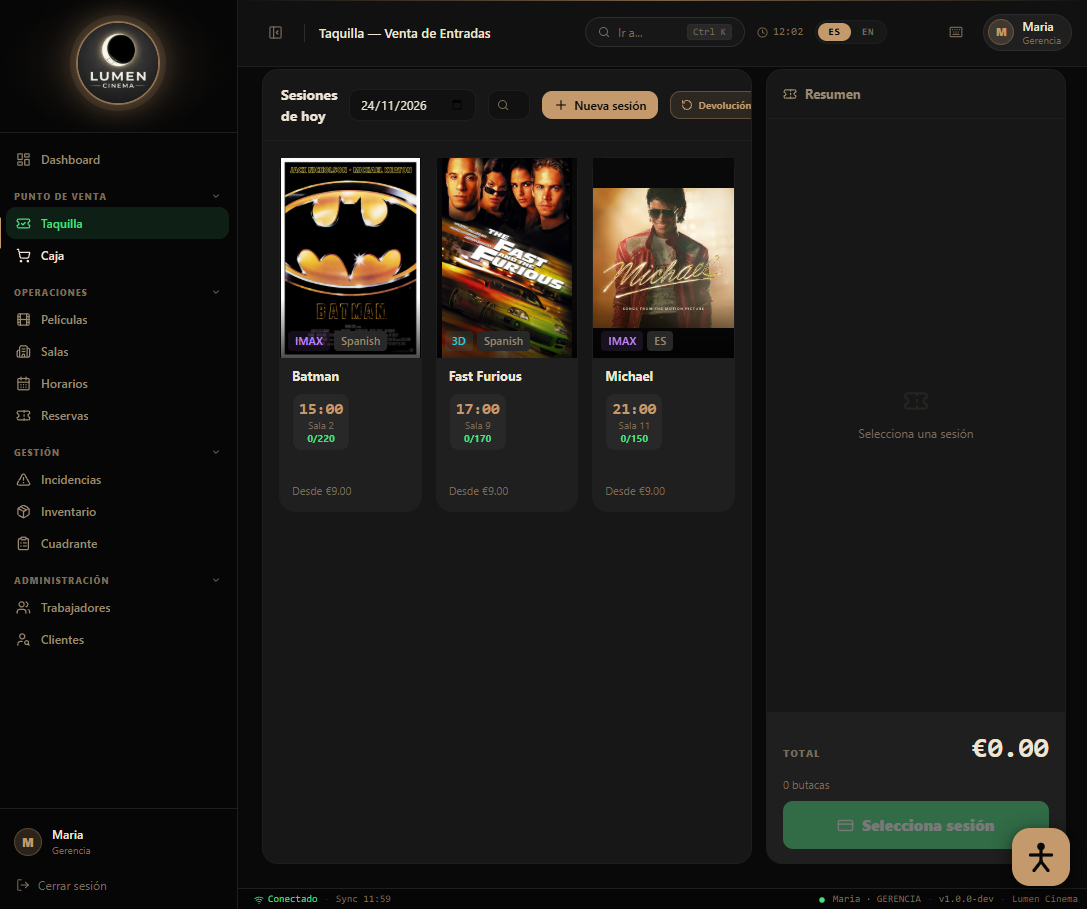 LUMEN
CINEMA
Dashboard
PUNTO DE VENTA
Taquilla
Caja
OPERACIONES
Películas
Salas
Horarios
Reservas
GESTIÓN
Incidencias
Inventario
Cuadrante
ADMINISTRACIÓN
Trabajadores
Clientes
M
Maria
Gerencia
Cerrar sesión
Taquilla — Venta de Entradas
Ir a...
Ctrl K
12:02
ES
EN
M
Maria
Gerencia
Sesiones
de hoy
24/11/2026
Nueva sesión
Devolución
JACK NICHOLSON · MICHAEL KEATON
BATMAN
IMAX
Spanish
Batman
15:00
Sala 2
0/220
Desde €9.00
THE
FAST
AND THE
FURIOUS
3D
Spanish
Fast Furious
17:00
Sala 9
0/170
Desde €9.00
Michael
SONGS FROM THE MOTION PICTURE
IMAX
ES
Michael
21:00
Sala 11
0/150
Desde €9.00
Resumen
Selecciona una sesión
TOTAL
€0.00
0 butacas
Selecciona sesión
Conectado · Sync 11:59
Maria · GERENCIA · v1.0.0-dev · Lumen Cinema